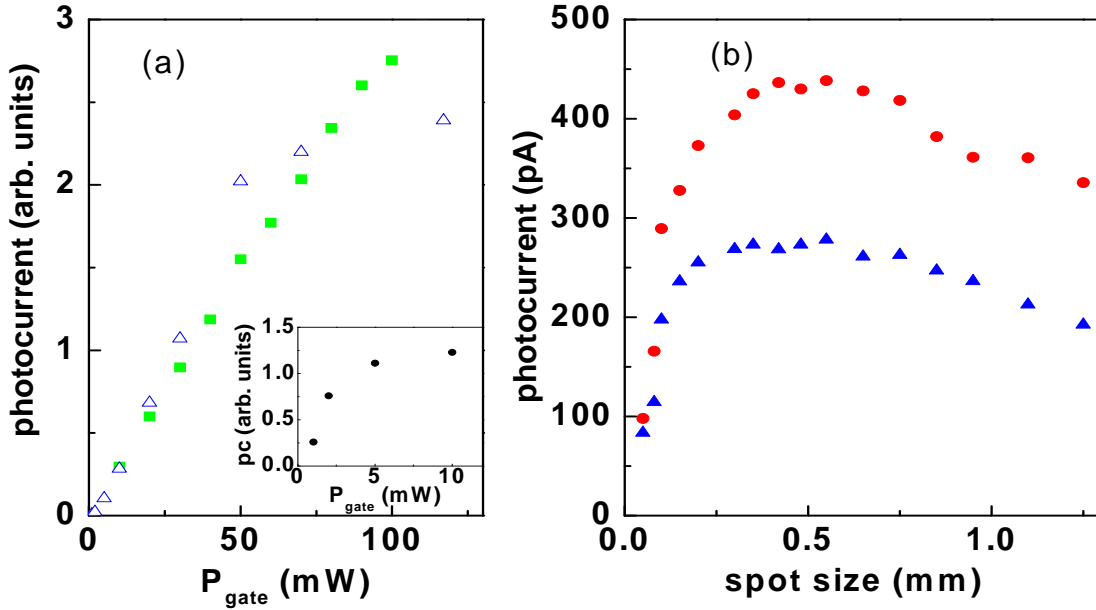 (a)
photocurrent (arb. units)
3
2
1
0
0 50 100
P_gate (mW)
pc (arb. units)
1.5
1.0
0.5
0.0
0 5 10
P_gate (mW)
(b)
photocurrent (pA)
500
400
300
200
100
0
0.0 0.5 1.0
spot size (mm)